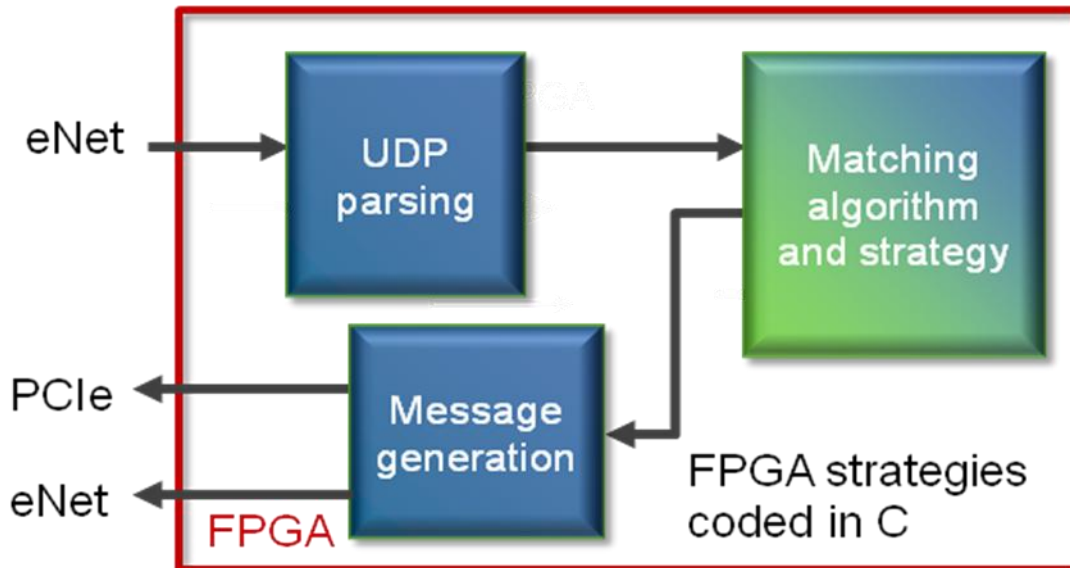 eNet
UDP
parsing
Matching
algorithm
and strategy
PCIe
eNet
Message
generation
FPGA
FPGA strategies
coded in C